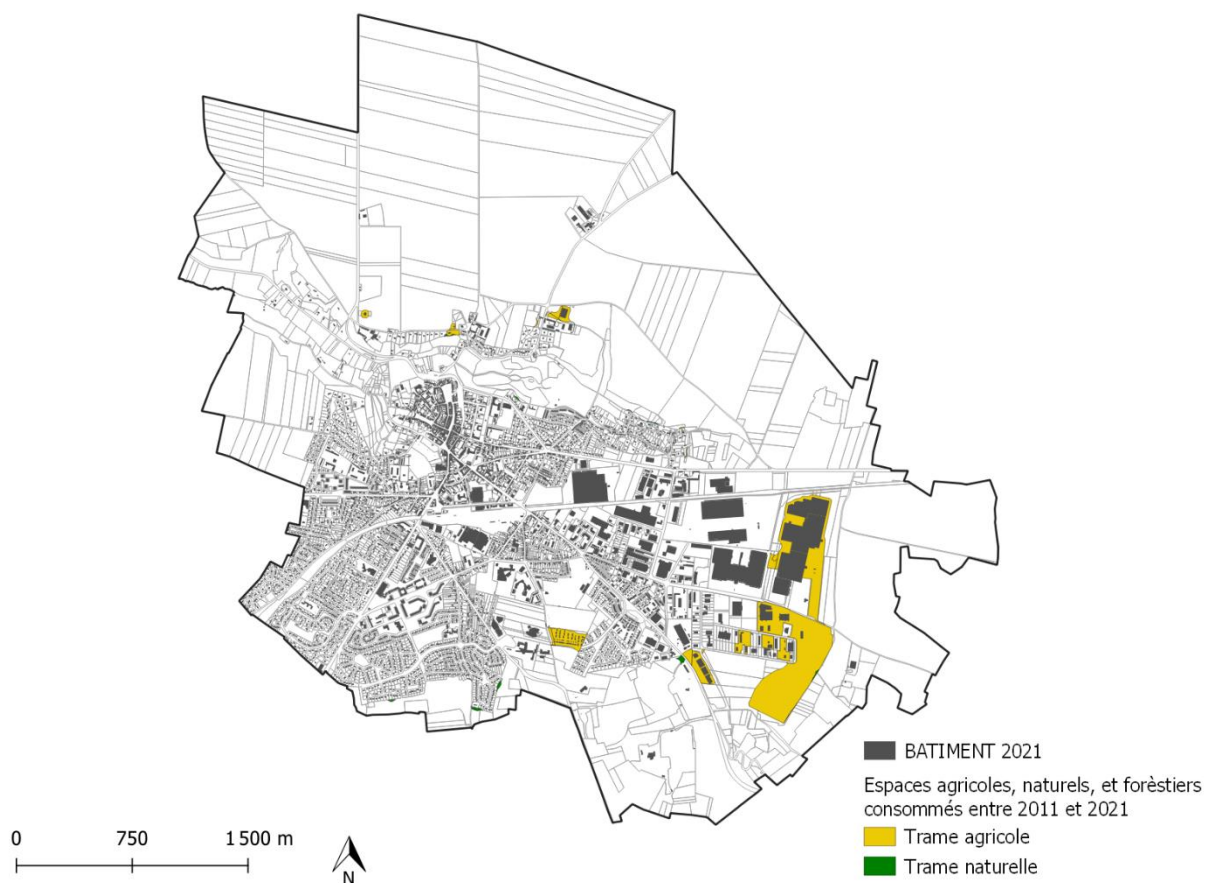 BATIMENT 2021
Espaces agricoles, naturels, et forèstiers
consommés entre 2011 et 2021
Trame agricole
Trame naturelle
0 750 1 500 m
N